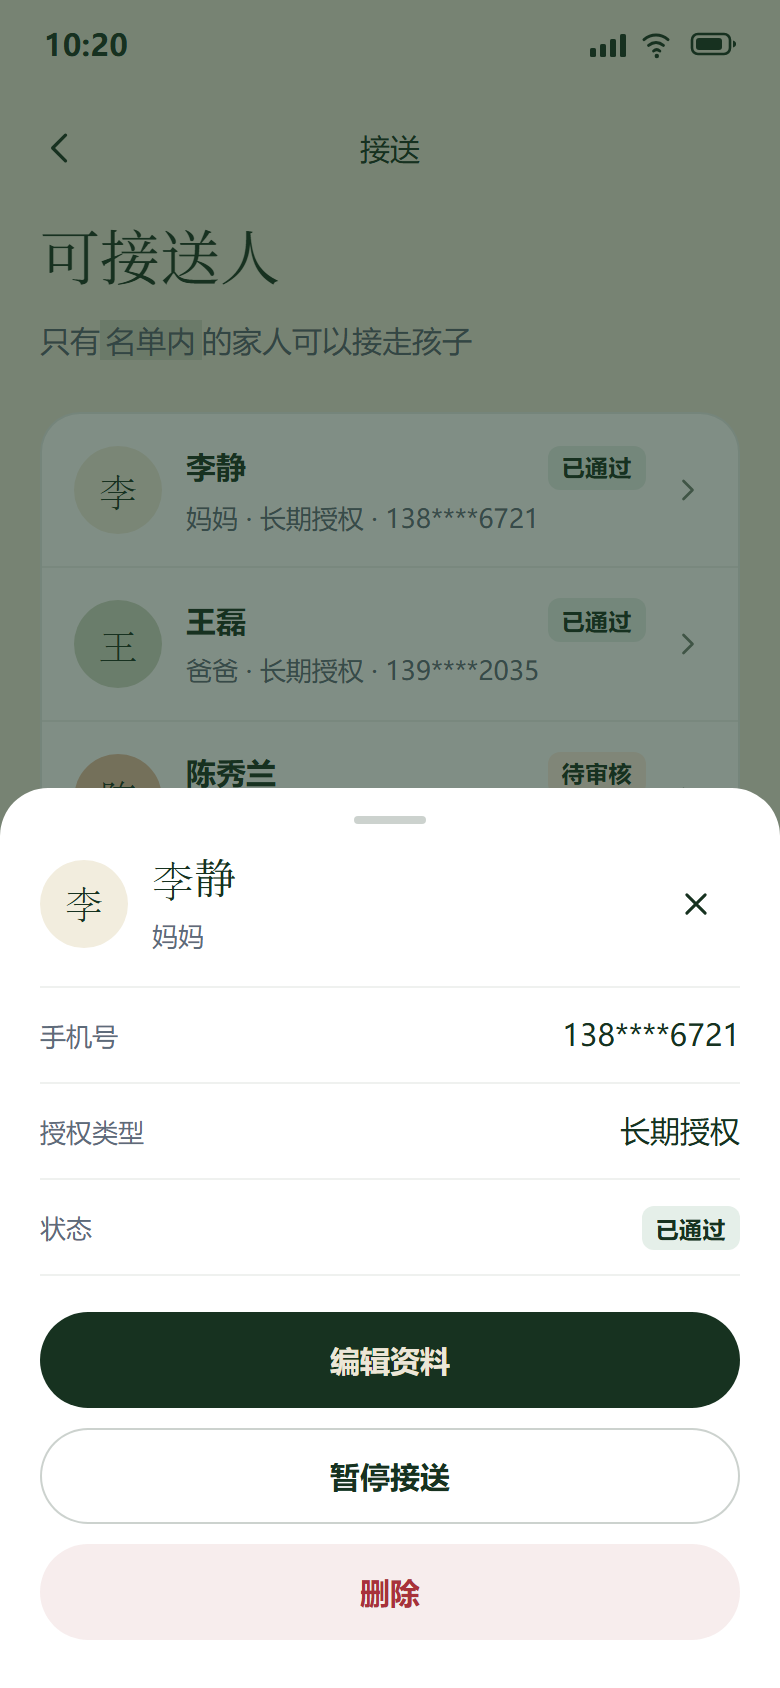 10:20
接送
可接送人
只有 名单内 的家人可以接走孩子
李
李静
已通过
妈妈 · 长期授权 · 138****6721
王
王磊
已通过
爸爸 · 长期授权 · 139****2035
陈秀兰
待审核
李
李静
妈妈
手机号
138****6721
授权类型
长期授权
状态
已通过
编辑资料
暂停接送
删除